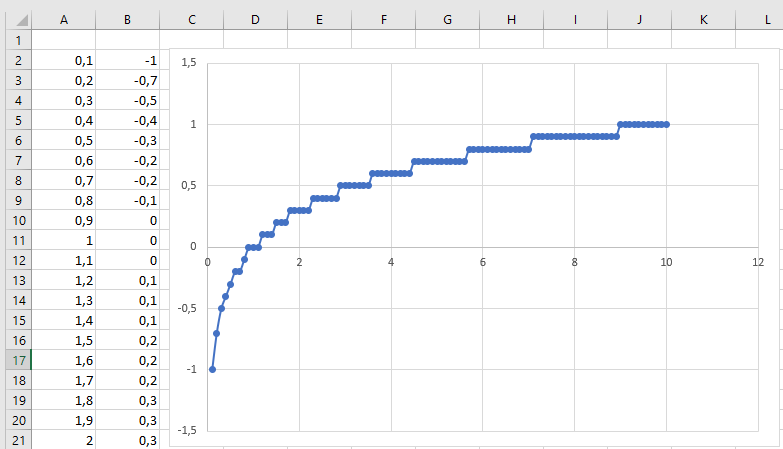 A B C D E F G H I J K L
1
2 0,1 -1
3 0,2 -0,7
4 0,3 -0,5
5 0,4 -0,4
6 0,5 -0,3
7 0,6 -0,2
8 0,7 -0,2
9 0,8 -0,1
10 0,9 0
11 1 0
12 1,1 0
13 1,2 0,1
14 1,3 0,1
15 1,4 0,1
16 1,5 0,2
17 1,6 0,2
18 1,7 0,2
19 1,8 0,3
20 1,9 0,3
21 2 0,3
1,5
1
0,5
0
0 2 4 6 8 10 12
-0,5
-1
-1,5